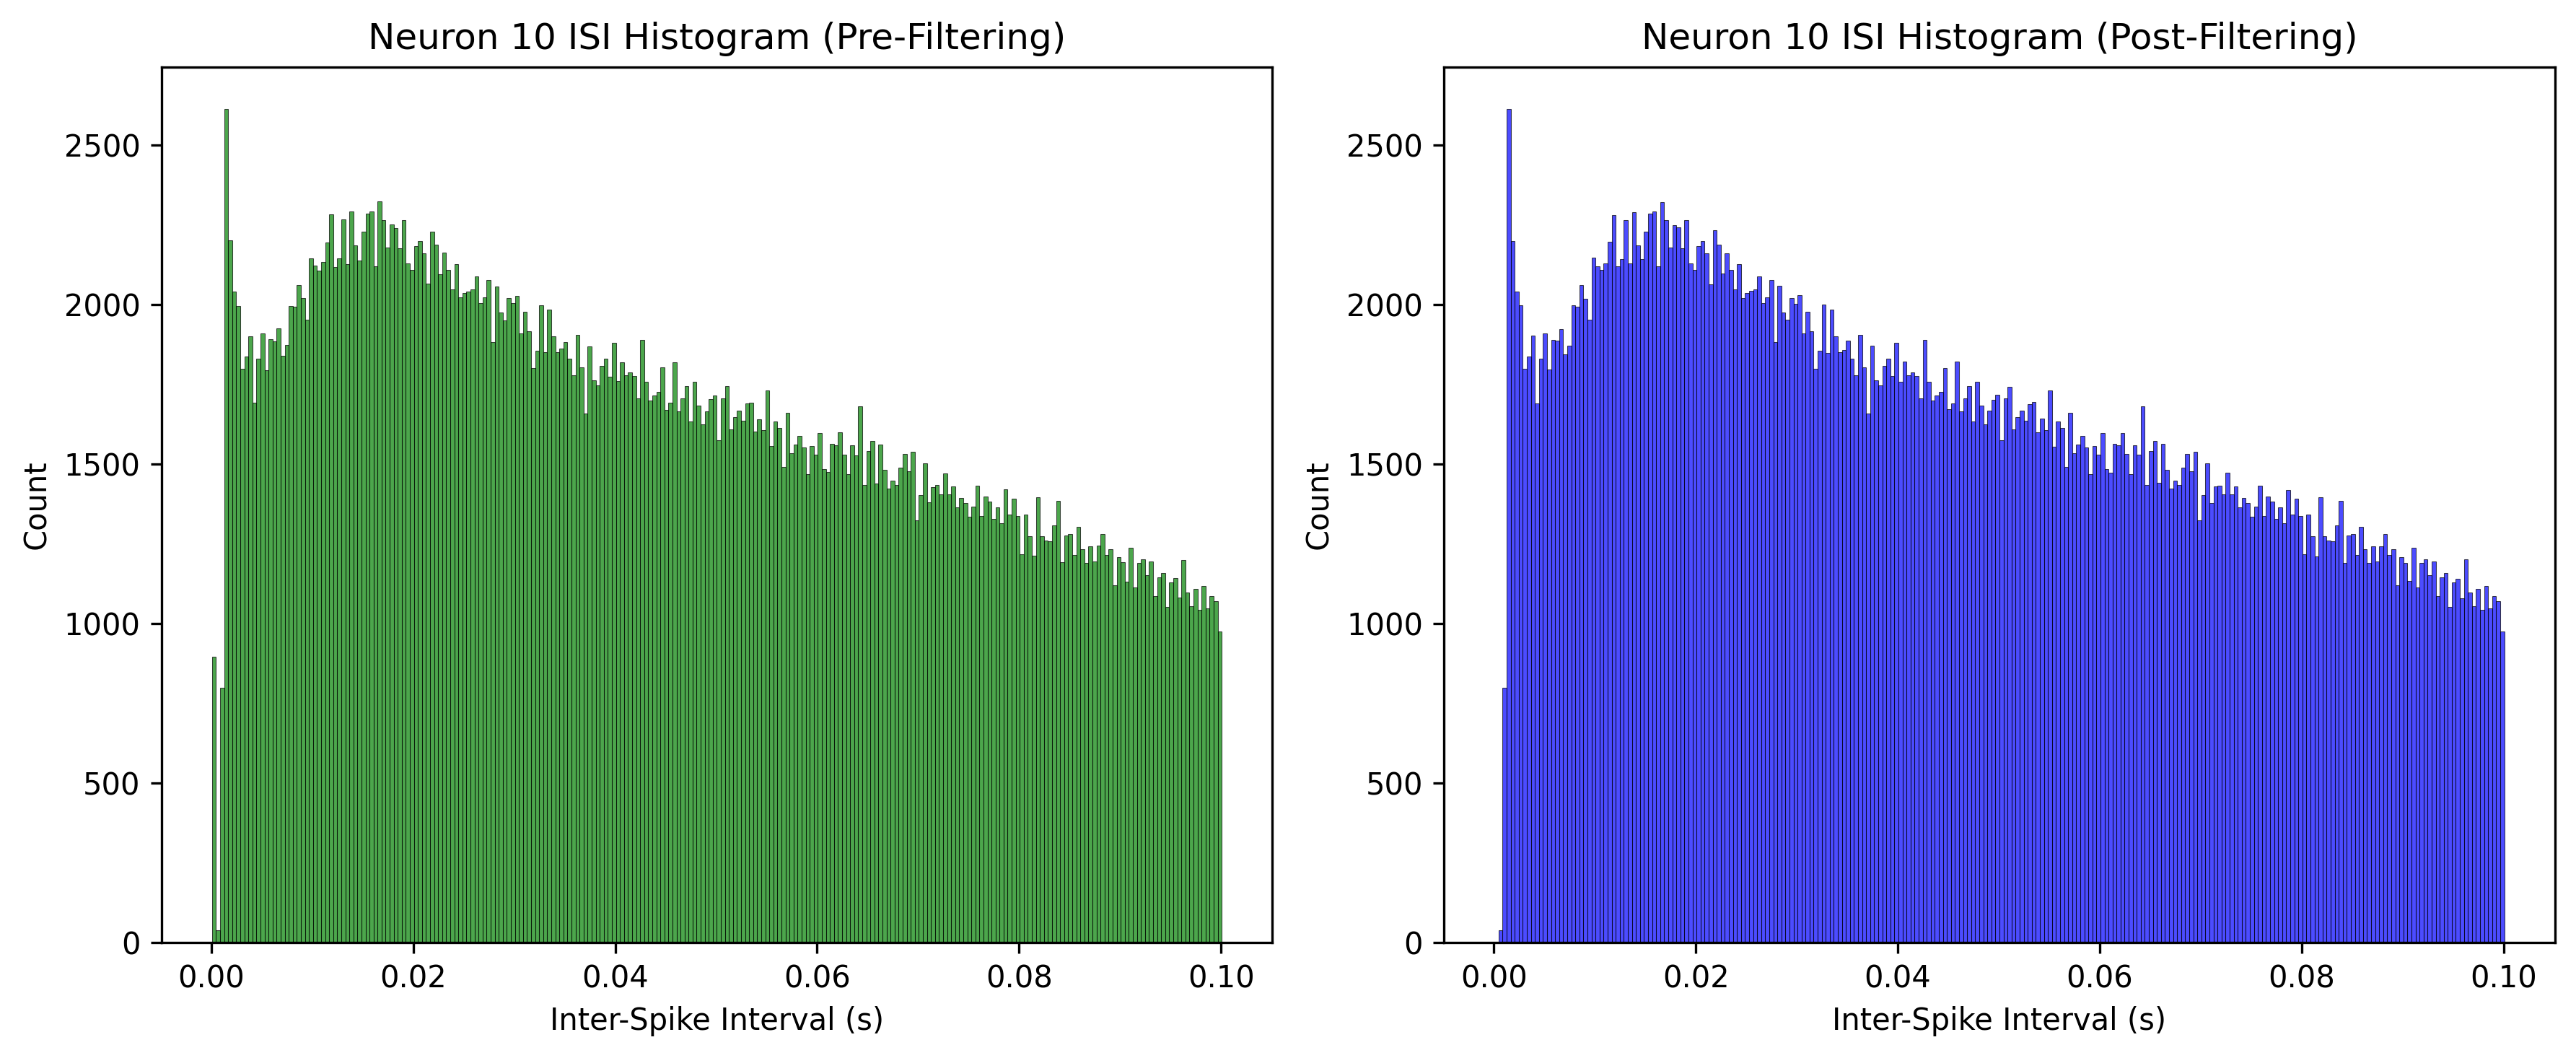 Neuron 10 ISI Histogram (Pre-Filtering)
2500
2000
1500
1000
500
0
Count
0.00 0.02 0.04 0.06 0.08 0.10
Inter-Spike Interval (s)
Neuron 10 ISI Histogram (Post-Filtering)
2500
2000
1500
1000
500
0
Count
0.00 0.02 0.04 0.06 0.08 0.10
Inter-Spike Interval (s)